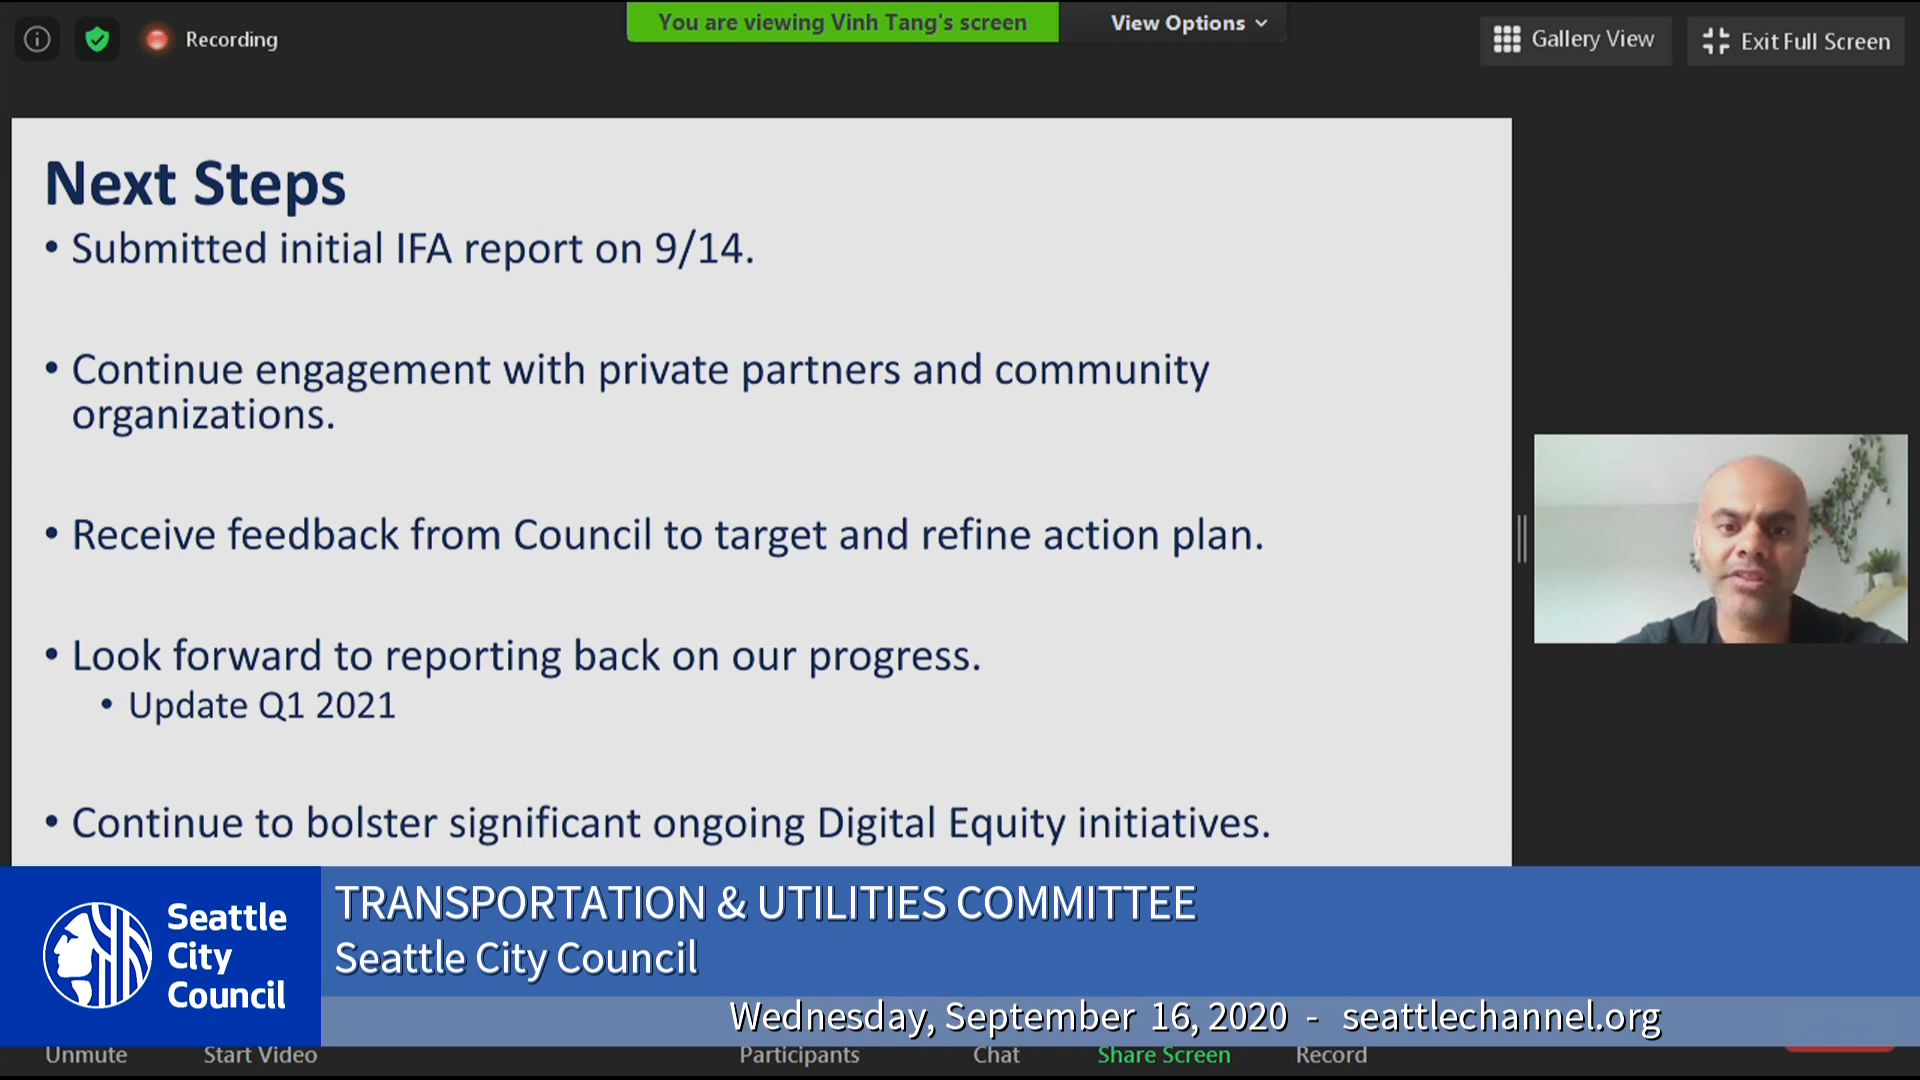 Recording
You are viewing Vinh Tang's screen
View Options
Gallery View
Exit Full Screen
Next Steps
• Submitted initial IFA report on 9/14.
• Continue engagement with private partners and community
organizations.
• Receive feedback from Council to target and refine action plan.
• Look forward to reporting back on our progress.
• Update Q1 2021
• Continue to bolster significant ongoing Digital Equity initiatives.
Seattle
City
Council
TRANSPORTATION & UTILITIES COMMITTEE
Seattle City Council
Wednesday, September 16, 2020 - seattlechannel.org
Unmute
Start Video
Participants
Chat
Share Screen
Record